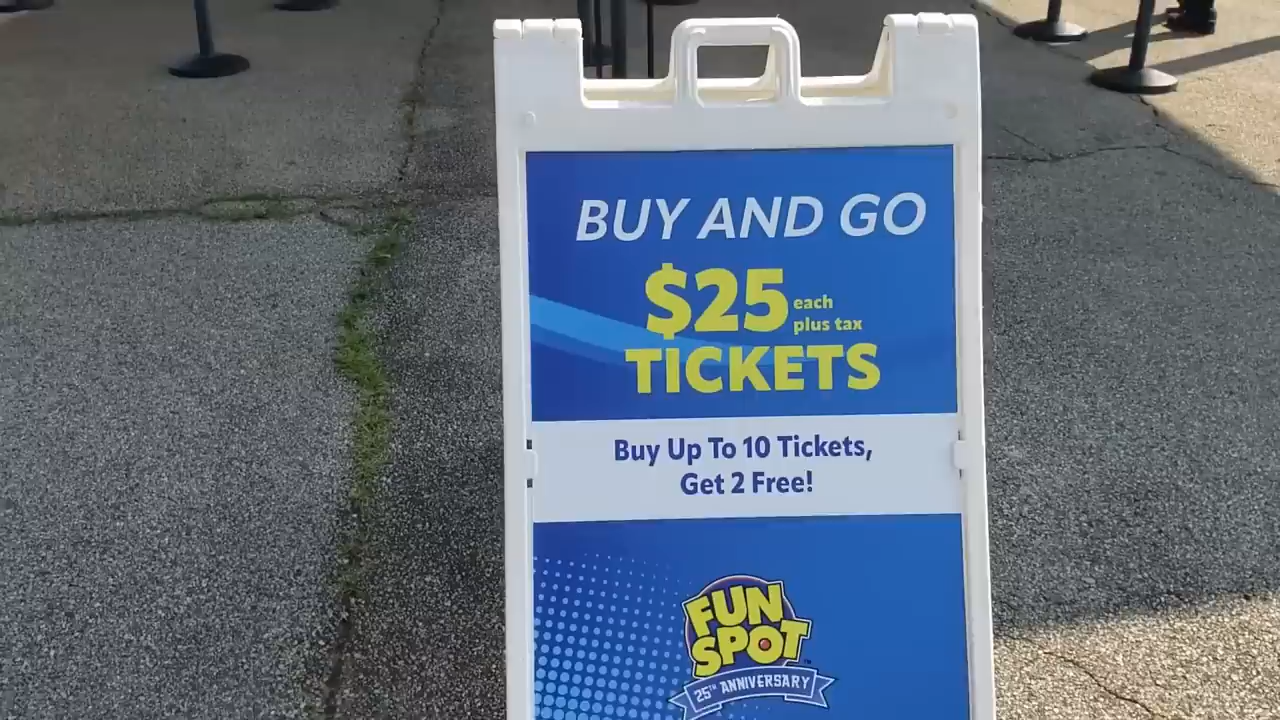 BUY AND GO
$25 each
plus tax
TICKETS
Buy Up To 10 Tickets,
Get 2 Free!
FUN
SPOT
25TH ANNIVERSARY